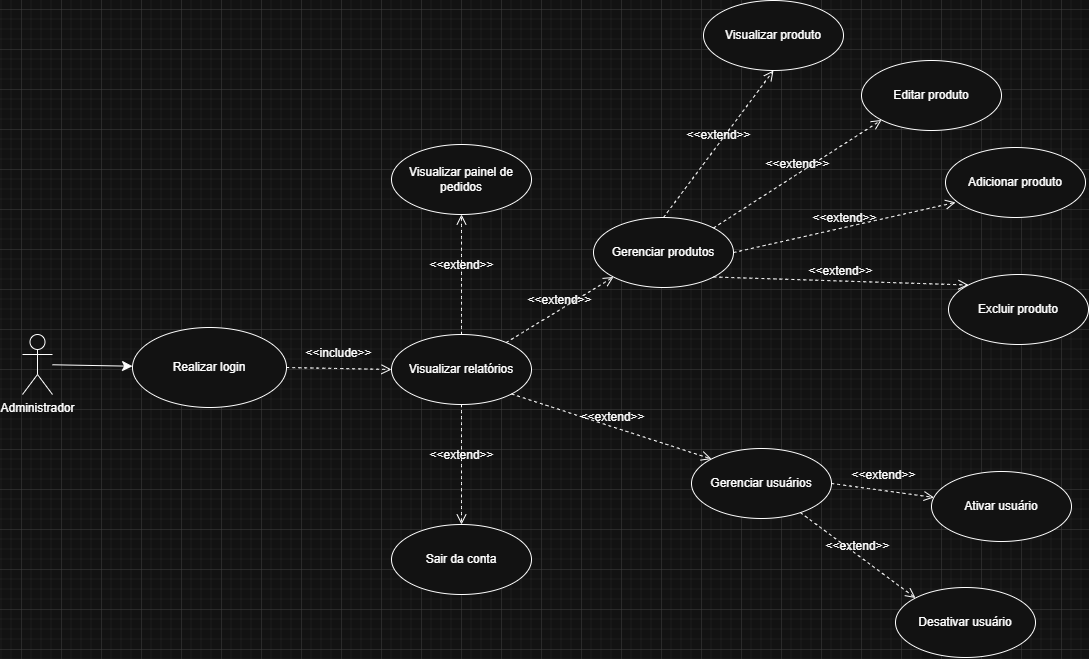 Visualizar produto
Editar produto
<<extend>>
<<extend>>
Visualizar painel de
pedidos
Adicionar produto
<<extend>>
Gerenciar produtos
<<extend>>
<<extend>>
<<extend>>
Excluir produto
Administrador
Realizar login
<<include>>
Visualizar relatórios
<<extend>>
<<extend>>
Gerenciar usuários
<<extend>>
Ativar usuário
<<extend>>
Sair da conta
Desativar usuário